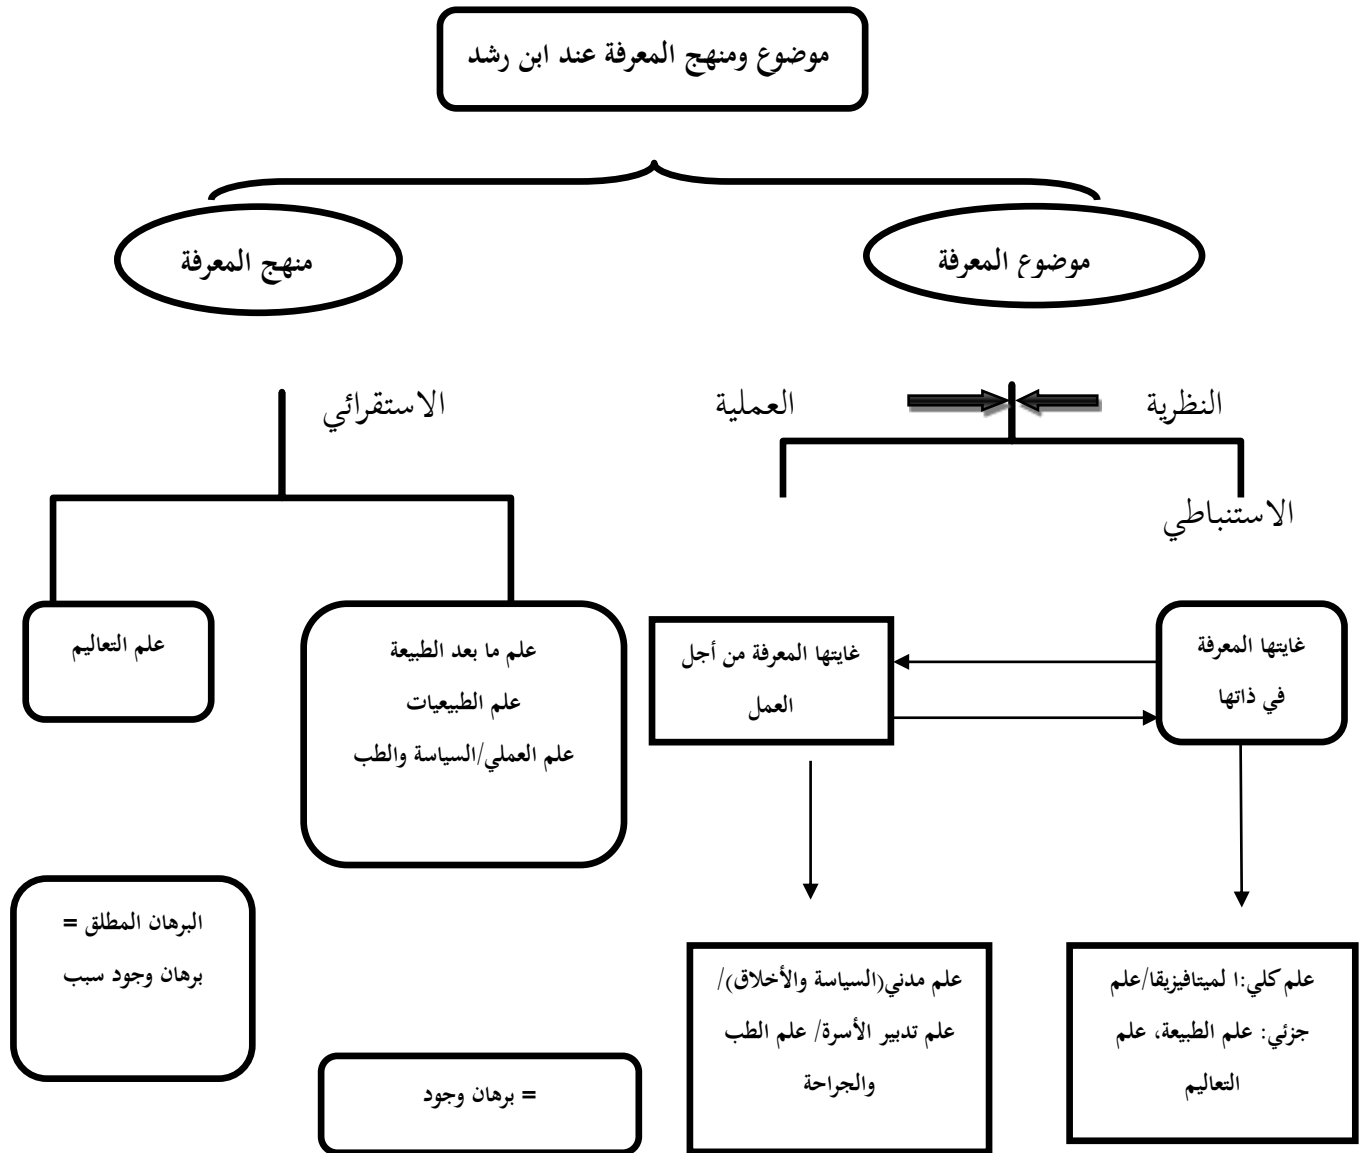 موضوع ومنهج المعرفة عند ابن رشد
موضوع المعرفة
منهج المعرفة
النظرية
العملية
الاستقرائي
الاستنباطي
غايتها المعرفة
في ذاتها
غايتها المعرفة من أجل
العمل
علم ما بعد الطبيعة
علم الطبيعيات
علم العملي/السياسة والطب
علم التعاليم
علم كلي:ا لميتافيزيقا/علم
جزئي: علم الطبيعة، علم
التعاليم
علم مدني(السياسة والأخلاق)/
علم تدبير الأسرة/ علم الطب
والجراحة
البرهان المطلق =
برهان وجود سبب
= برهان وجود